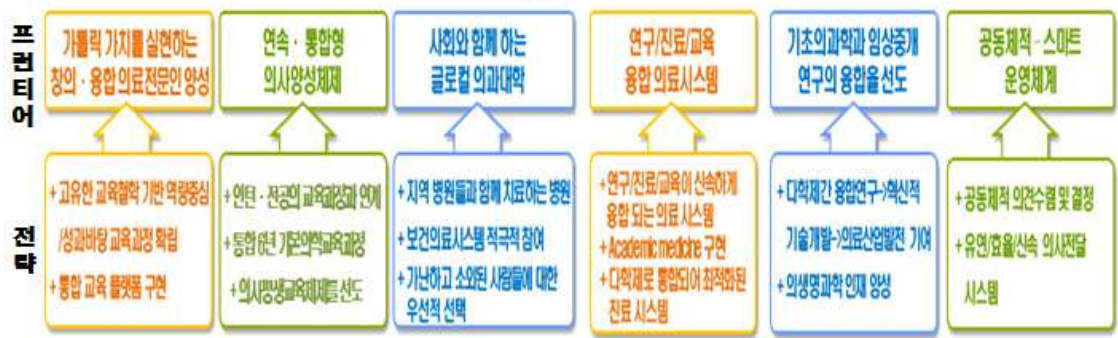 프런티어
가톨릭 가치를 실현하는
창의·융합 의료전문인 양성
연속·통합형
의사양성체제
사회와 함께 하는
글로컬 의과대학
연구/진료/교육
융합 의료시스템
기초의과학과 임상중개
연구의 융합을 선도
공동체적-스마트
운영체계
전략
+ 고유한 교육철학 기반 역량중심
/성과바탕 교육과정 확립
+ 통합 교육 플랫폼 구현
+ 인턴·전공의 교육과정과 연계
+ 통합 6년 기본의학교육과정
+ 의사평생교육체제를 선도
+ 지역 병원들과 함께 치료하는 병원
+ 보건의료시스템 적극적 참여
+ 가난하고 소외된 사람들에 대한
우선적 선택
+ 연구/진료/교육이 신속하게
융합 되는 의료 시스템
+ Academic medicine 구현
+ 다학제로 통합되어 최적화된
진료 시스템
+ 다학제간 융합연구->혁신적
기술개발->의료산업발전 기여
+ 의생명과학 인재 양성
+ 공동체적 의견수렴 및 결정
+ 유연/효율/신속 의사전달
시스템